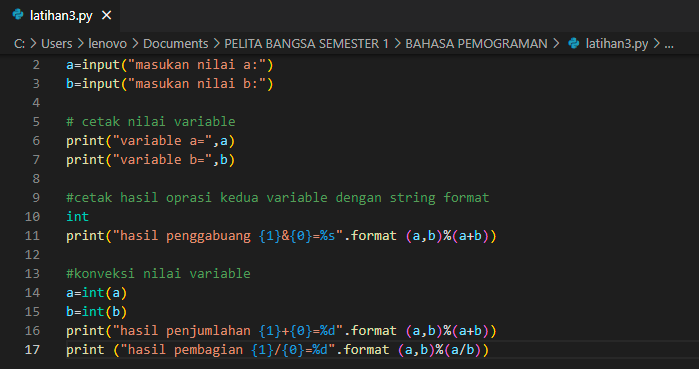 latihan3.py
C: > Users > lenovo > Documents > PELITA BANGSA SEMESTER 1 > BAHASA PEMOGRAMAN > latihan3.py > ...
2 a=input("masukan nilai a:")
3 b=input("masukan nilai b:")
4
5 # cetak nilai variable
6 print("variable a=",a)
7 print("variable b=",b)
8
9 #cetak hasil oprasi kedua variable dengan string format
10 int
11 print("hasil penggabuang {1}&{0}=%s".format (a,b)%(a+b))
12
13 #konveksi nilai variable
14 a=int(a)
15 b=int(b)
16 print("hasil penjumlahan {1}+{0}=%d".format (a,b)%(a+b))
17 print ("hasil pembagian {1}/{0}=%d".format (a,b)%(a/b))